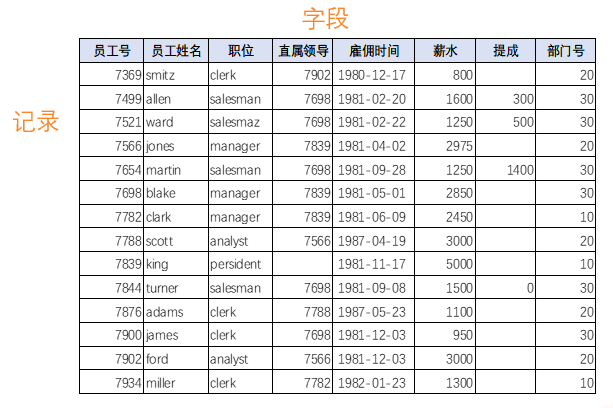 字段
记录
员工号 员工姓名 职位 直属领导 雇佣时间 薪水 提成 部门号
7369 smitz clerk 7902 1980-12-17 800 20
7499 allen salesman 7698 1981-02-20 1600 300 30
7521 ward salesmaz 7698 1981-02-22 1250 500 30
7566 jones manager 7839 1981-04-02 2975 20
7654 martin salesman 7698 1981-09-28 1250 1400 30
7698 blake manager 7839 1981-05-01 2850 30
7782 clark manager 7839 1981-06-09 2450 10
7788 scott analyst 7566 1987-04-19 3000 20
7839 king persident 1981-11-17 5000 10
7844 turner salesman 7698 1981-09-08 1500 0 30
7876 adams clerk 7788 1987-05-23 1100 20
7900 james clerk 7698 1981-12-03 950 30
7902 ford analyst 7566 1981-12-03 3000 20
7934 miller clerk 7782 1982-01-23 1300 10